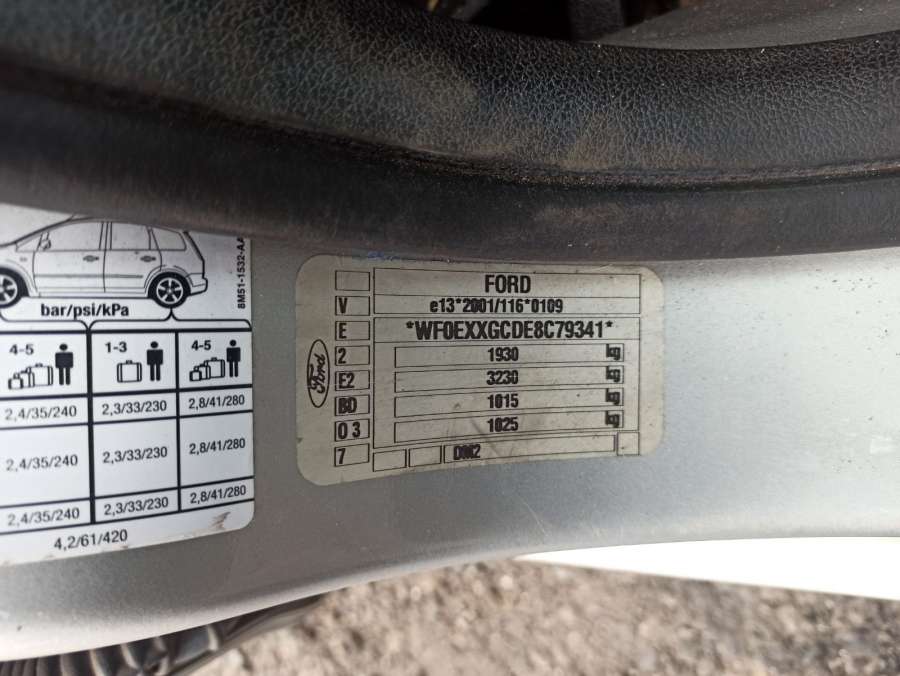 8M51-1532-AA
bar/psi/kPa
4-5 1-3 4-5
2,4/35/240 2,3/33/230 2,8/41/280
2,4/35/240 2,3/33/230 2,8/41/280
2,4/35/240 2,3/33/230 2,8/41/280
4,2/61/420
Ford
FORD
V e13*2001/116*0109
E *WF0EXXGCDE8C79341*
2 1930 kg
E2 3230 kg
BD 1015 kg
0 3 1025 kg
7 DM2